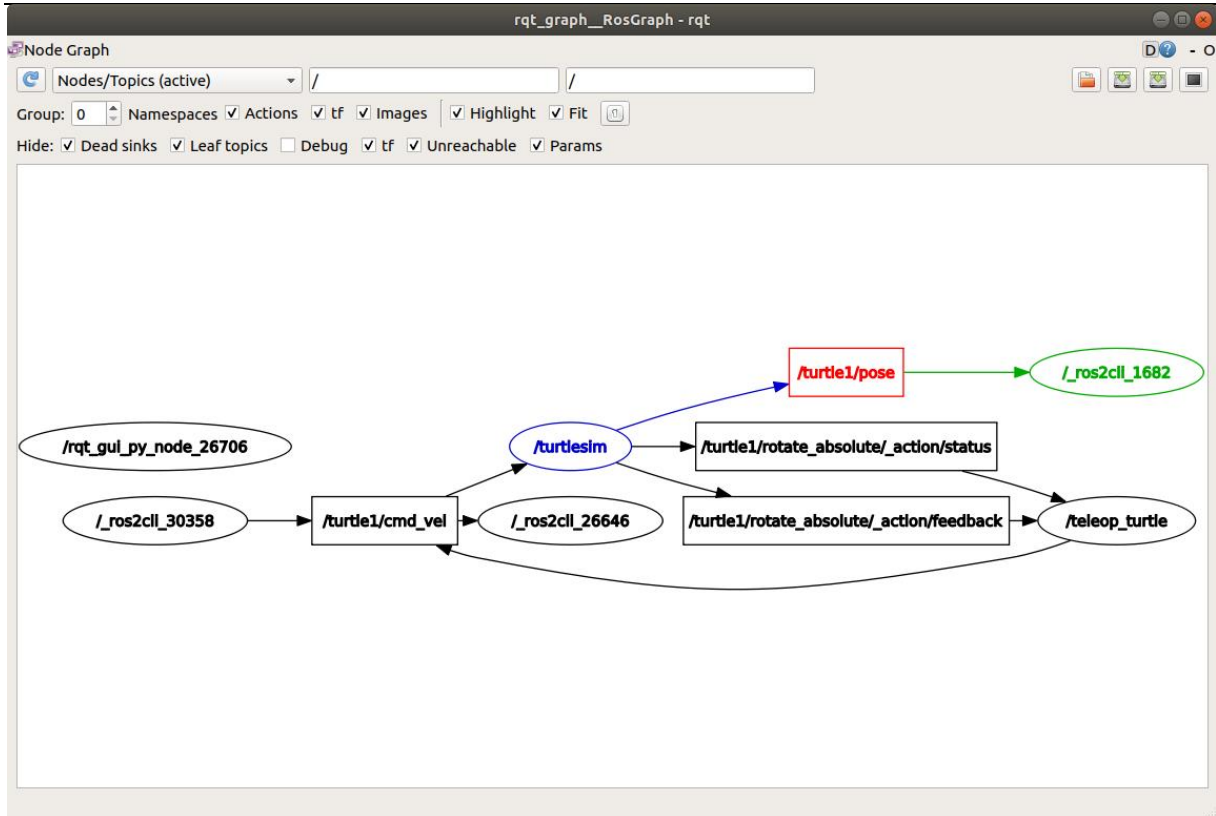 rqt_graph__RosGraph - rqt
Node Graph D ? - O
Nodes/Topics (active) / /
Group: 0 Namespaces Actions tf Images Highlight Fit
Hide: Dead sinks Leaf topics Debug tf Unreachable Params
/turtle1/pose /_ros2cli_1682
/rqt_gui_py_node_26706 /turtlesim /turtle1/rotate_absolute/_action/status
/_ros2cli_30358 /turtle1/cmd_vel /_ros2cli_26646 /turtle1/rotate_absolute/_action/feedback /teleop_turtle